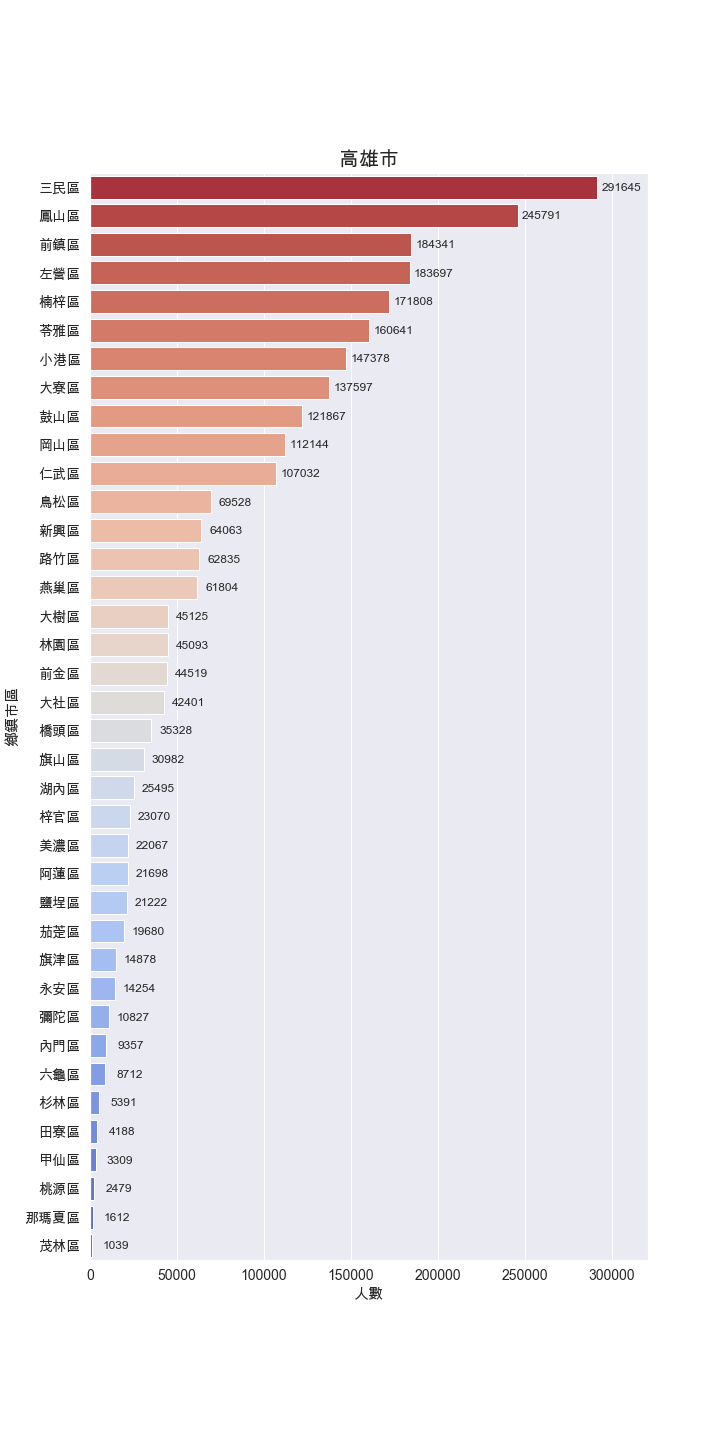 高雄市
三民區 291645
鳳山區 245791
前鎮區 184341
左營區 183697
楠梓區 171808
苓雅區 160641
小港區 147378
大寮區 137597
鼓山區 121867
岡山區 112144
仁武區 107032
鳥松區 69528
新興區 64063
路竹區 62835
燕巢區 61804
大樹區 45125
林園區 45093
前金區 44519
大社區 42401
橋頭區 35328
旗山區 30982
湖內區 25495
梓官區 23070
美濃區 22067
阿蓮區 21698
鹽埕區 21222
茄萣區 19680
旗津區 14878
永安區 14254
彌陀區 10827
內門區 9357
六龜區 8712
杉林區 5391
田寮區 4188
甲仙區 3309
桃源區 2479
那瑪夏區 1612
茂林區 1039
鄉鎮市區
0 50000 100000 150000 200000 250000 300000
人數